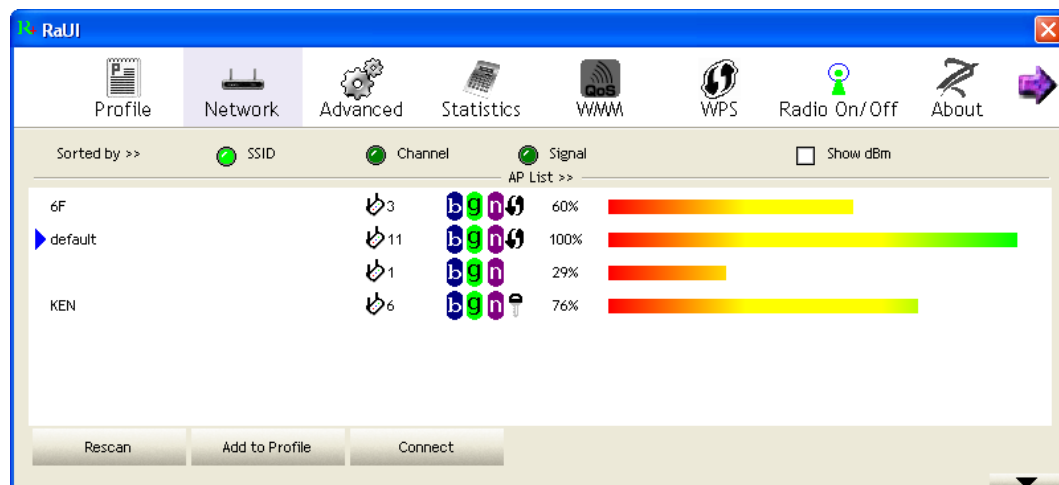 RaUI
Profile Network Advanced Statistics QoS WMM WPS Radio On/Off About
Sorted by >> SSID Channel Signal Show dBm
AP List >>
6F 3 b g n 60%
default 11 b g n 100%
1 b g n 29%
KEN 6 b g n 76%
Rescan Add to Profile Connect